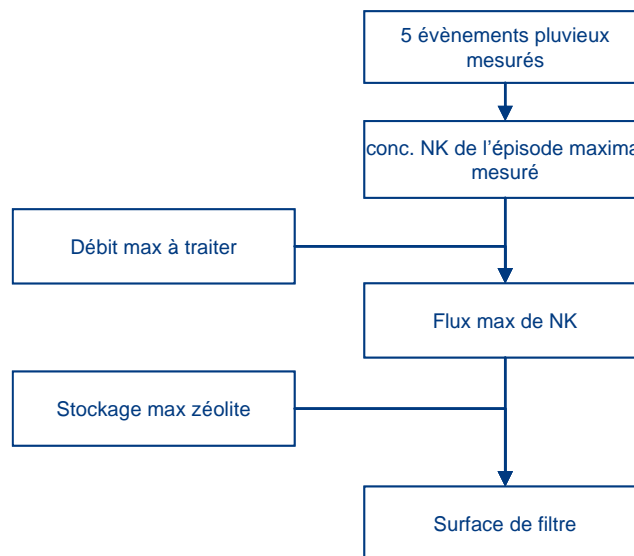 5 évènements pluvieux
mesurés
conc. NK de l'épisode maxima
mesuré
Débit max à traiter
Flux max de NK
Stockage max zéolite
Surface de filtre